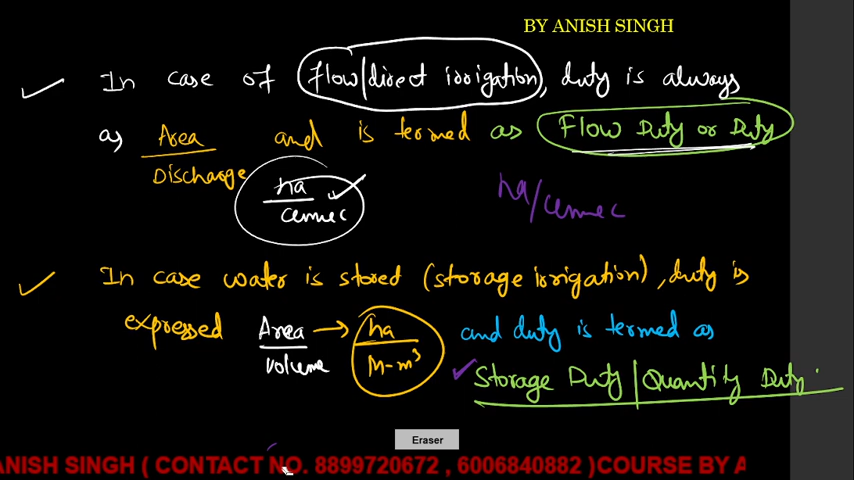 BY ANISH SINGH
In case of flow/direct irrigation, duty is always
as Area/Discharge and is termed as Flow Duty or Duty
ha/cumec ha/cumec
In case water is stored (storage irrigation), duty is
expressed Area/volume → ha/M-m³ and duty is termed as
Storage Duty/Quantity Duty.
Eraser
ANISH SINGH ( CONTACT NO. 8899720672 , 6006840882 )COURSE BY A